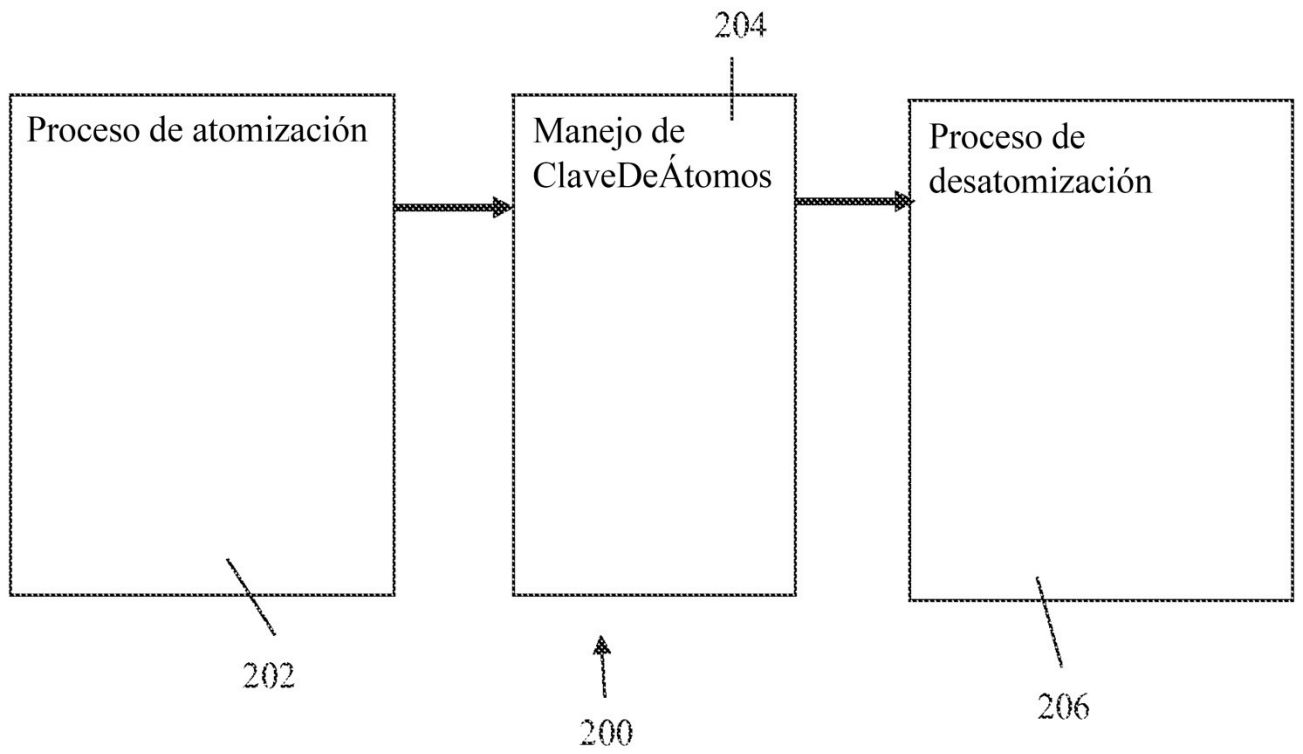 204
Proceso de atomización
Manejo de
ClaveDeÁtomos
Proceso de
desatomización
202
200
206